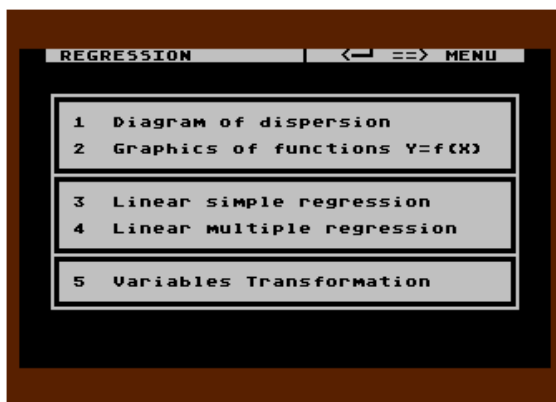 REGRESSION <─┘ ==> MENU
1 Diagram of dispersion
2 Graphics of functions Y=f(X)
3 Linear simple regression
4 Linear multiple regression
5 Variables Transformation